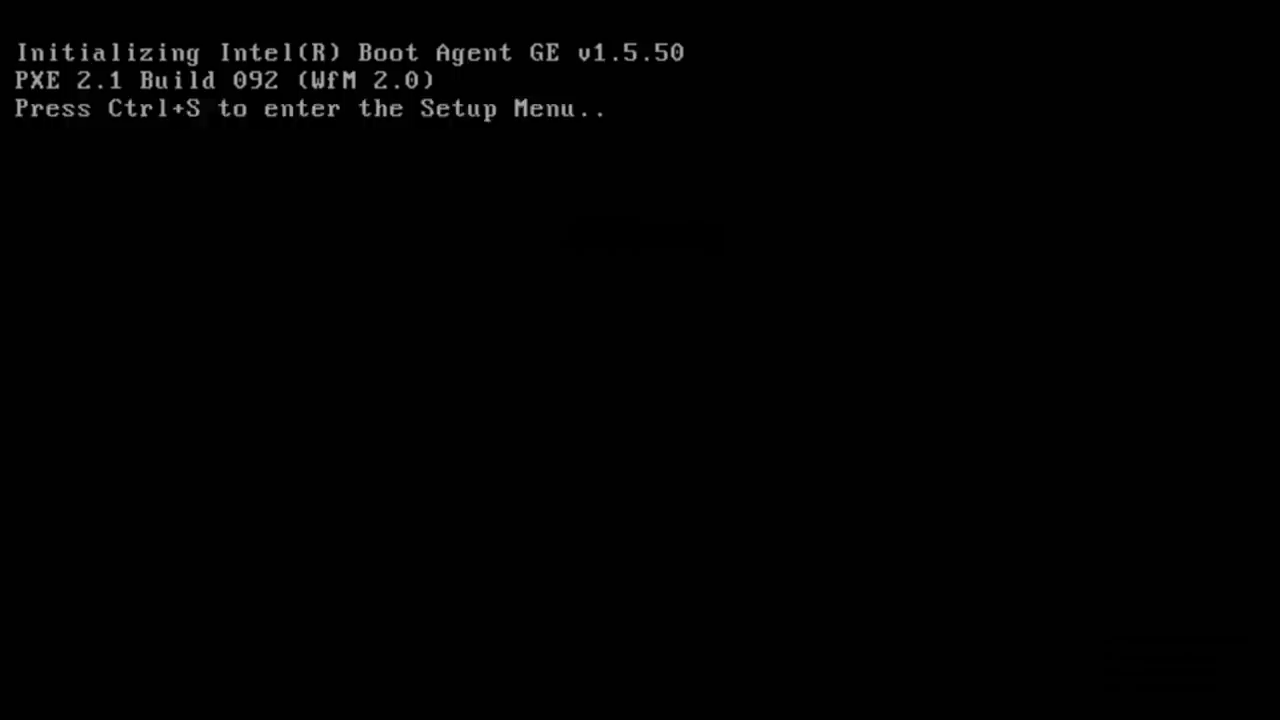 Initializing Intel(R) Boot Agent GE v1.5.50
PXE 2.1 Build 092 (WfM 2.0)
Press Ctrl+S to enter the Setup Menu..